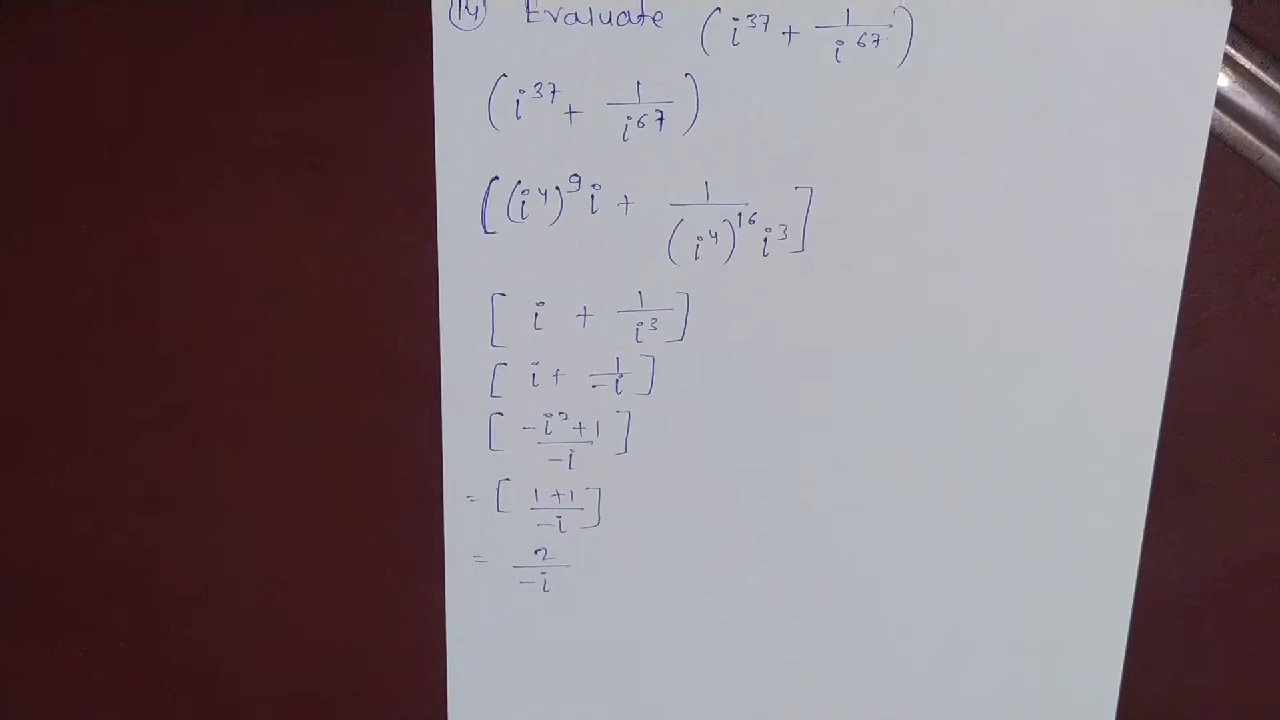 (14) Evaluate (i^37 + 1/i^67)
(i^37 + 1/i^67)
[(i^4)^9 i + 1/((i^4)^16 i^3)]
[i + 1/i^3]
[i + 1/-i]
[(-i^2+1)/-i]
= [(1+1)/-i]
= 2/-i